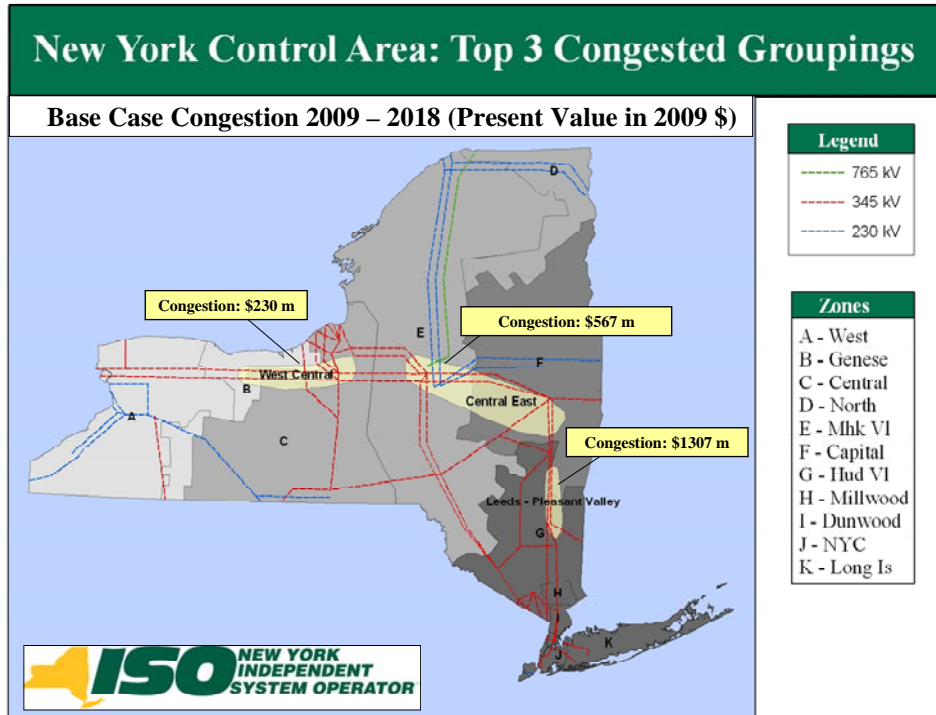 New York Control Area: Top 3 Congested Groupings
Base Case Congestion 2009 – 2018 (Present Value in 2009 $)
Legend
765 kV
345 kV
230 kV
Zones
A - West
B - Genese
C - Central
D - North
E - Mhk Vl
F - Capital
G - Hud Vl
H - Millwood
I - Dunwood
J - NYC
K - Long Is
D
Congestion: $230 m
Congestion: $567 m
E
F
West Central
B
Central East
A
C
Congestion: $1307 m
Leeds - Pleasant Valley
G
H
I
K
J
ISO
NEW YORK
INDEPENDENT
SYSTEM OPERATOR